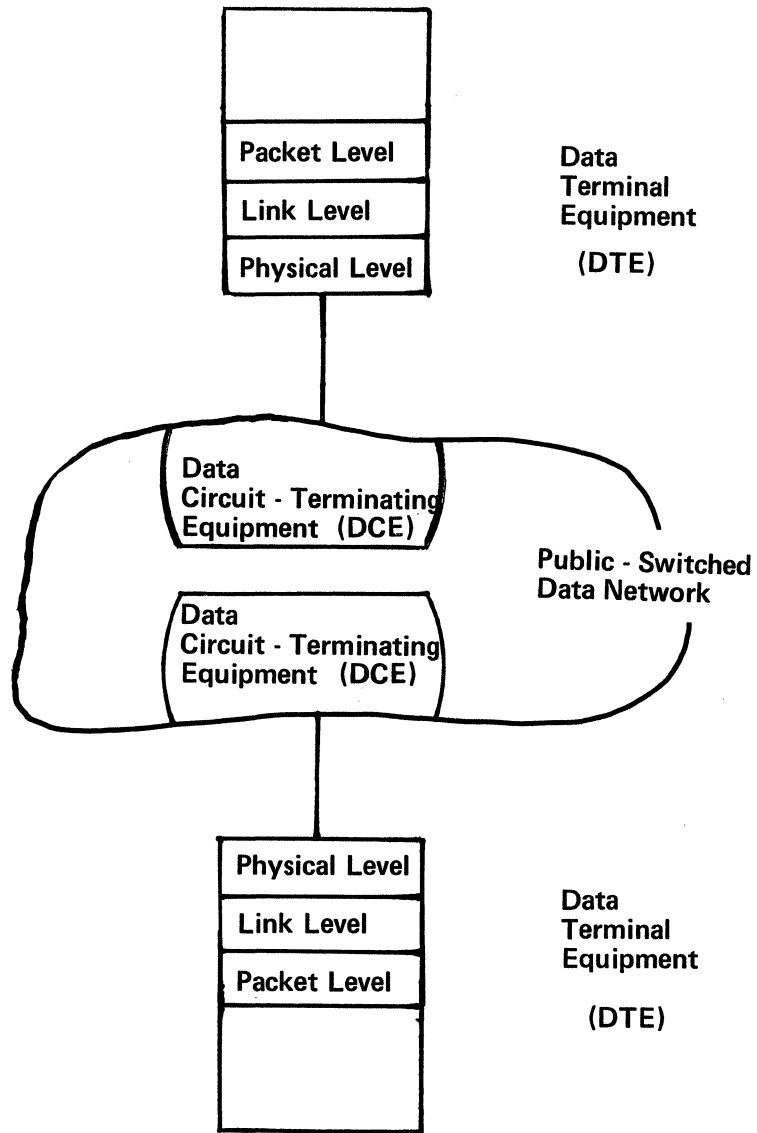 Packet Level
Link Level
Physical Level
Data
Terminal
Equipment
(DTE)
Data
Circuit - Terminating
Equipment (DCE)
Public - Switched
Data Network
Data
Circuit - Terminating
Equipment (DCE)
Physical Level
Link Level
Packet Level
Data
Terminal
Equipment
(DTE)